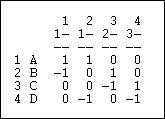 1 2 3 4
1- 1- 2- 3-
-- -- -- --
1 A 1 1 0 0
2 B -1 0 1 0
3 C 0 0 -1 1
4 D 0 -1 0 -1